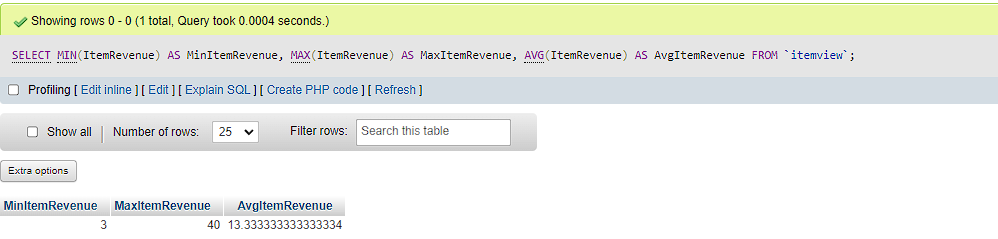 Showing rows 0 - 0 (1 total, Query took 0.0004 seconds.)
SELECT MIN(ItemRevenue) AS MinItemRevenue, MAX(ItemRevenue) AS MaxItemRevenue, AVG(ItemRevenue) AS AvgItemRevenue FROM `itemview`;
Profiling [ Edit inline ] [ Edit ] [ Explain SQL ] [ Create PHP code ] [ Refresh ]
Show all | Number of rows: 25 Filter rows: Search this table
Extra options
MinItemRevenue MaxItemRevenue AvgItemRevenue
3 40 13.333333333333334